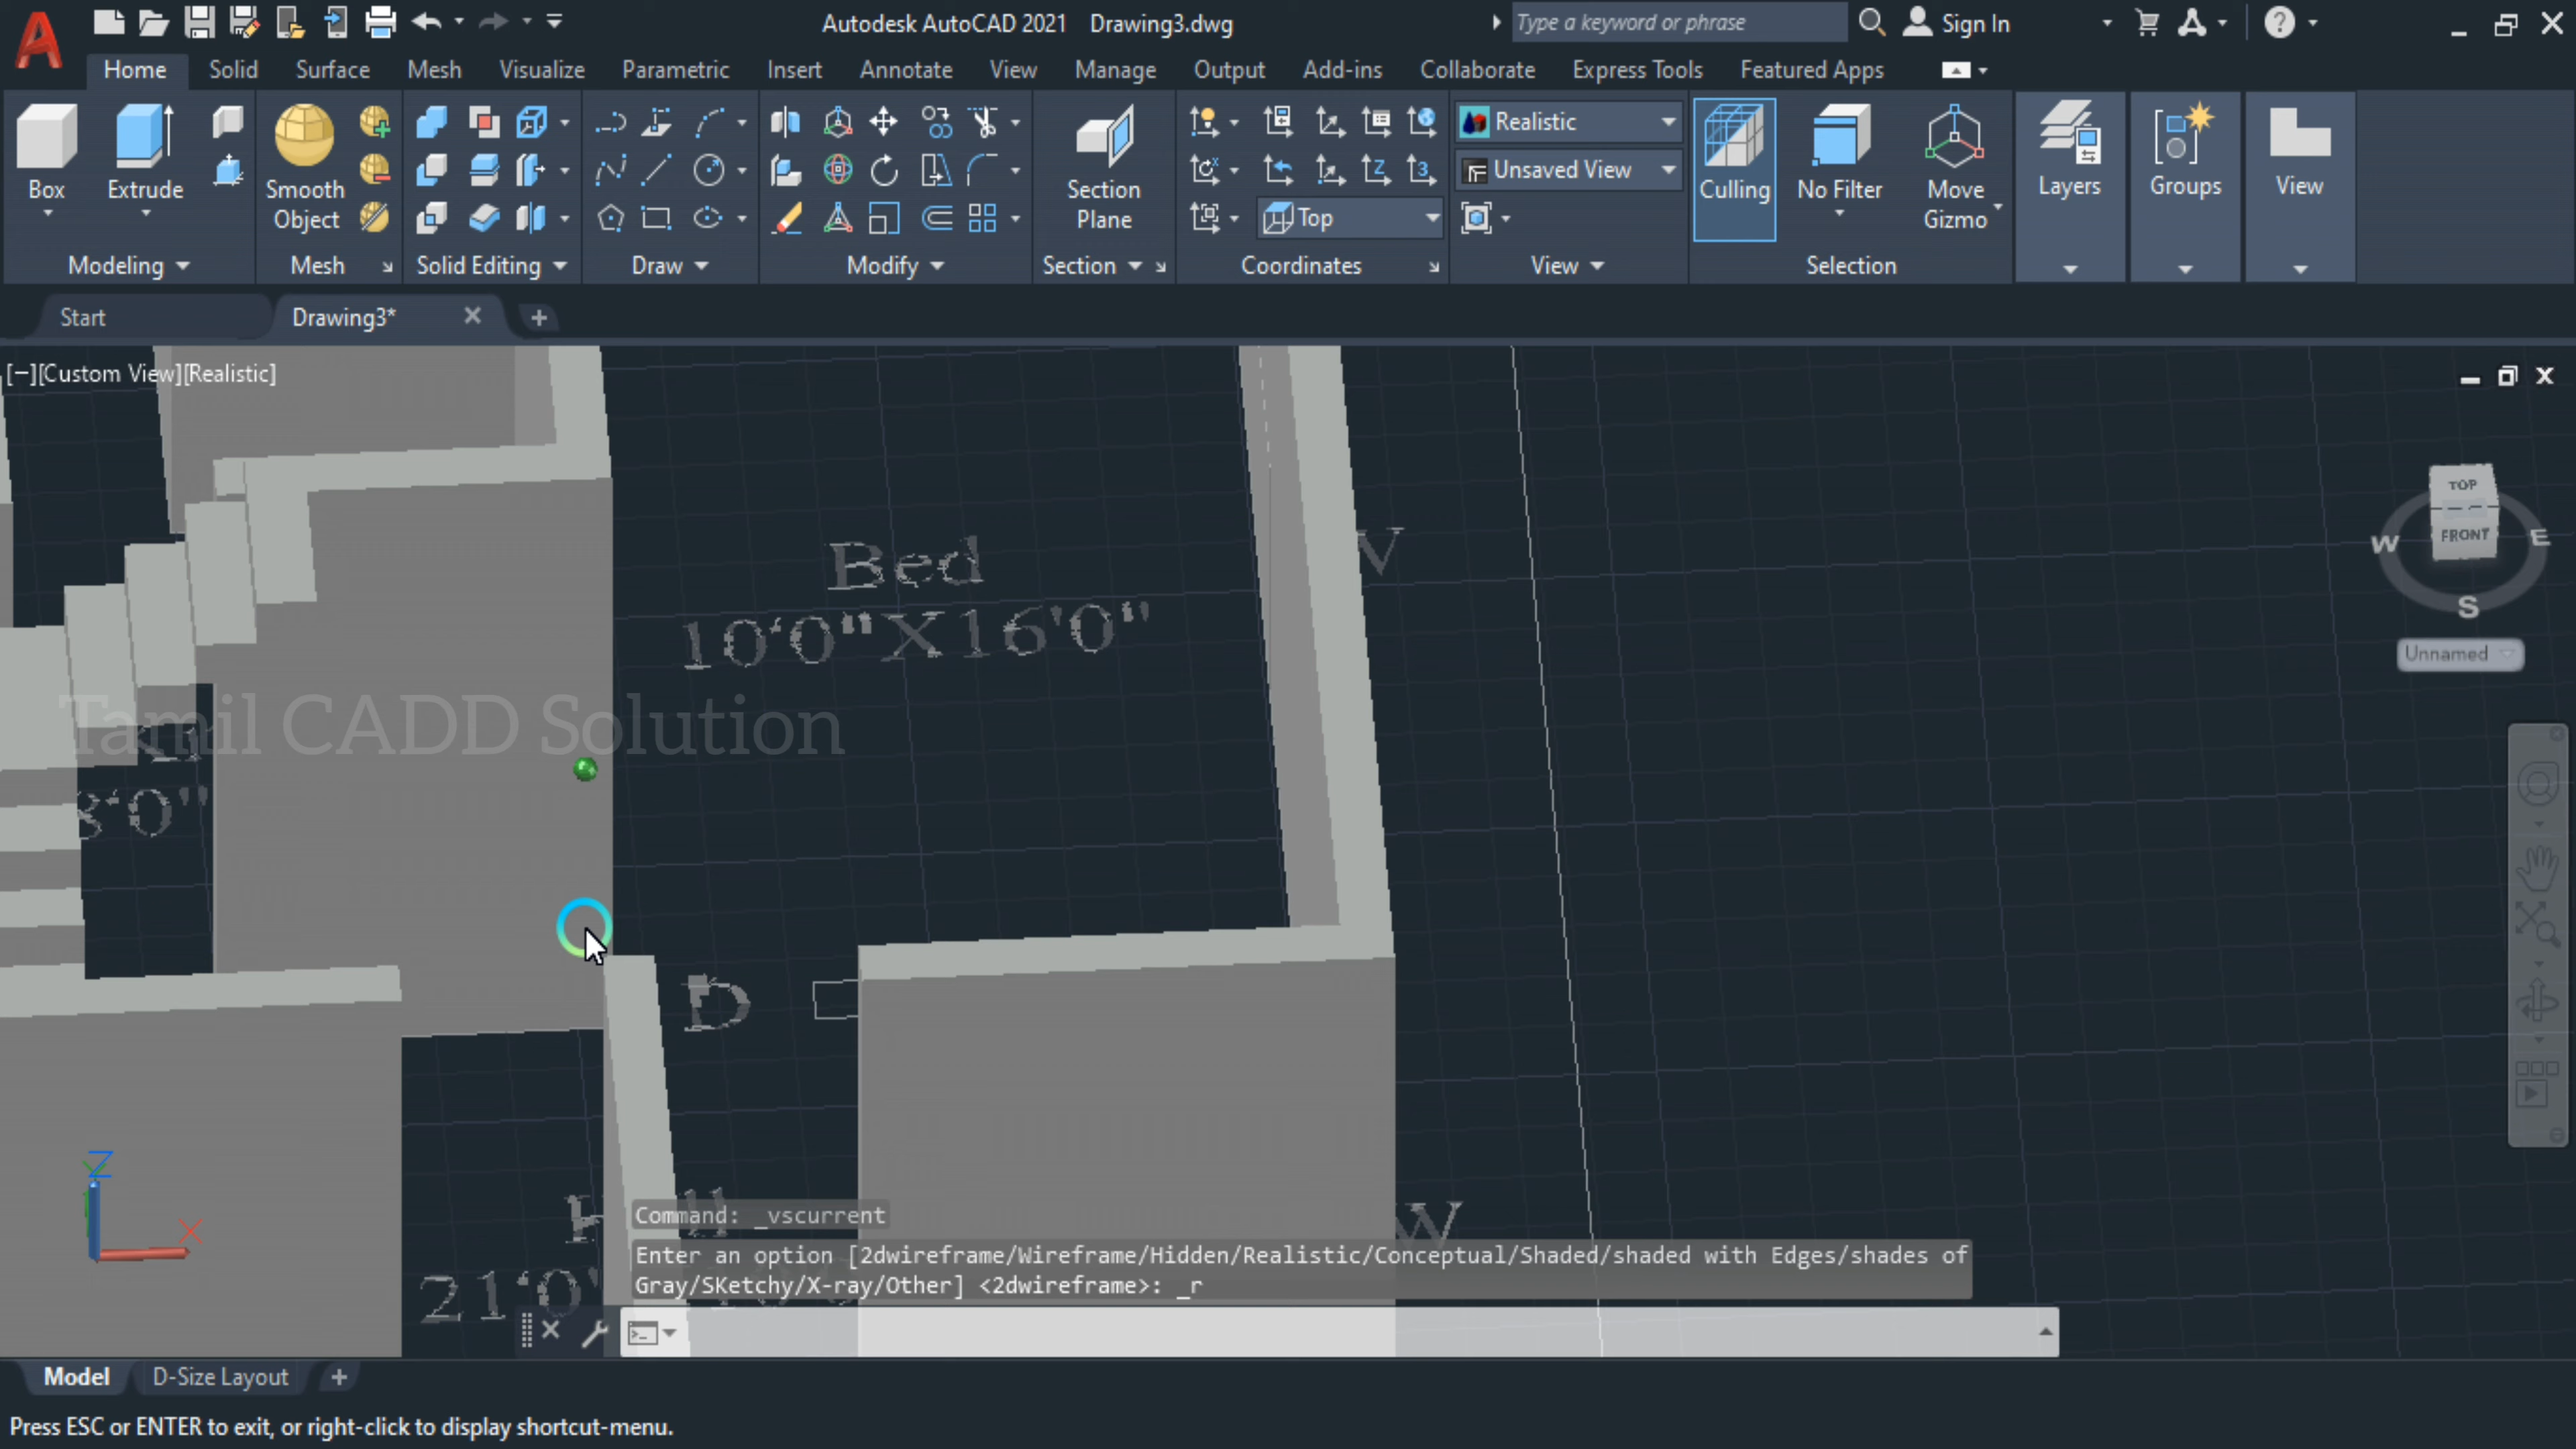 Autodesk AutoCAD 2021 Drawing3.dwg
Type a keyword or phrase
Sign In
Home Solid Surface Mesh Visualize Parametric Insert Annotate View Manage Output Add-ins Collaborate Express Tools Featured Apps
Box
Extrude
Smooth Object
Section Plane
Realistic
Unsaved View
Top
Culling
No Filter
Move Gizmo
Layers
Groups
View
Modeling Mesh Solid Editing Draw Modify Section Coordinates View Selection
Start Drawing3*
[−][Custom View][Realistic]
TOP
FRONT
W E
S
Unnamed
Bed
10'0"X16'0"
V
Tamil CADD Solution
D
W
Z
X
Command: _vscurrent
Enter an option [2dwireframe/Wireframe/Hidden/Realistic/Conceptual/Shaded/shaded with Edges/shades of
Gray/SKetchy/X-ray/Other] <2dwireframe>: _r
Model D-Size Layout
Press ESC or ENTER to exit, or right-click to display shortcut-menu.